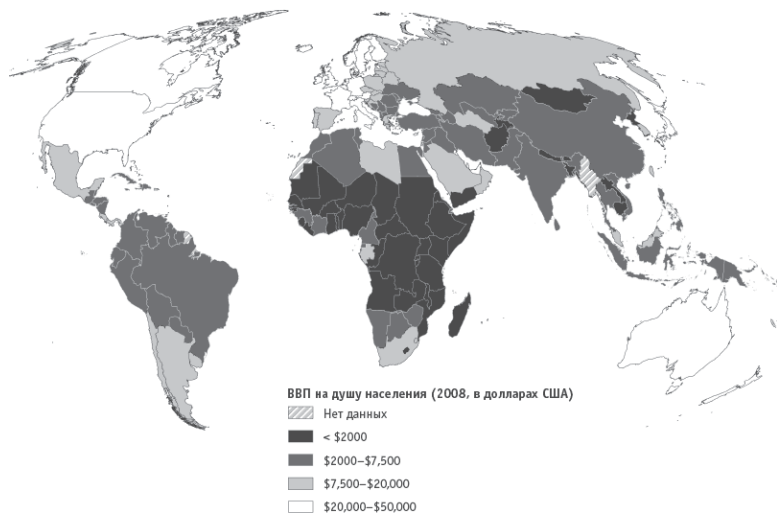 ВВП на душу населения (2008, в долларах США)
Нет данных
< $2000
$2000–$7,500
$7,500–$20,000
$20,000–$50,000